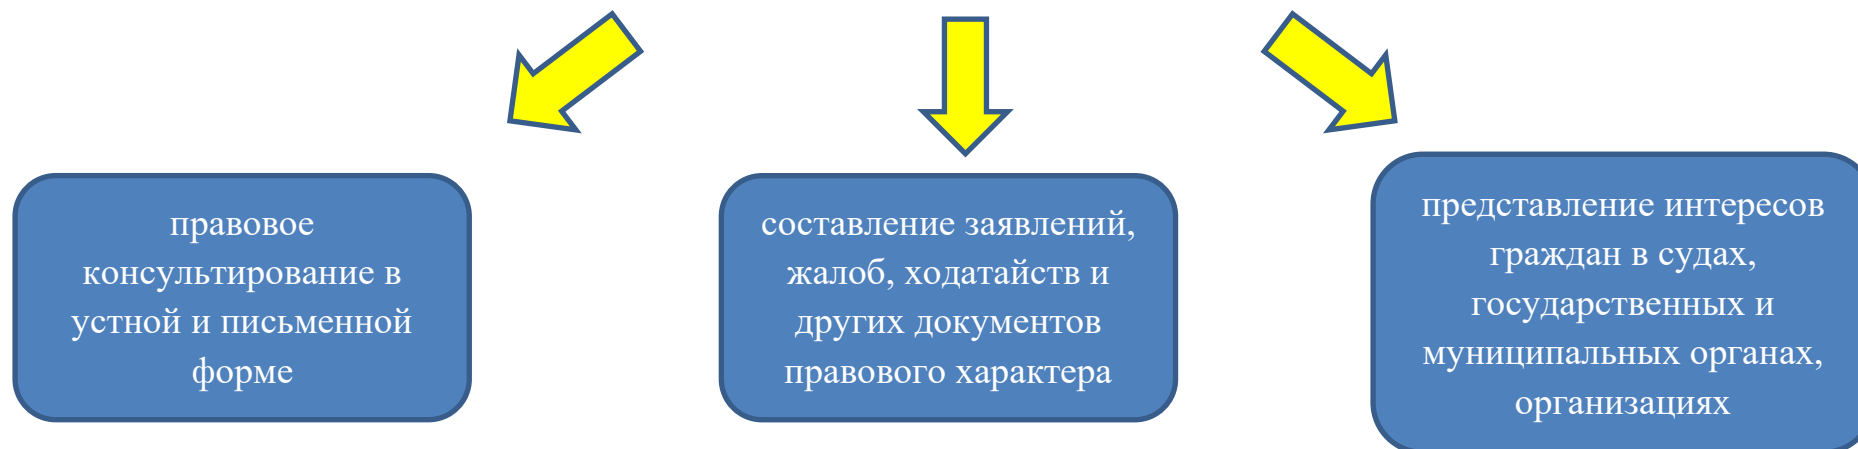 правовое
консультирование в
устной и письменной
форме
составление заявлений,
жалоб, ходатайств и
других документов
правового характера
представление интересов
граждан в судах,
государственных и
муниципальных органах,
организациях